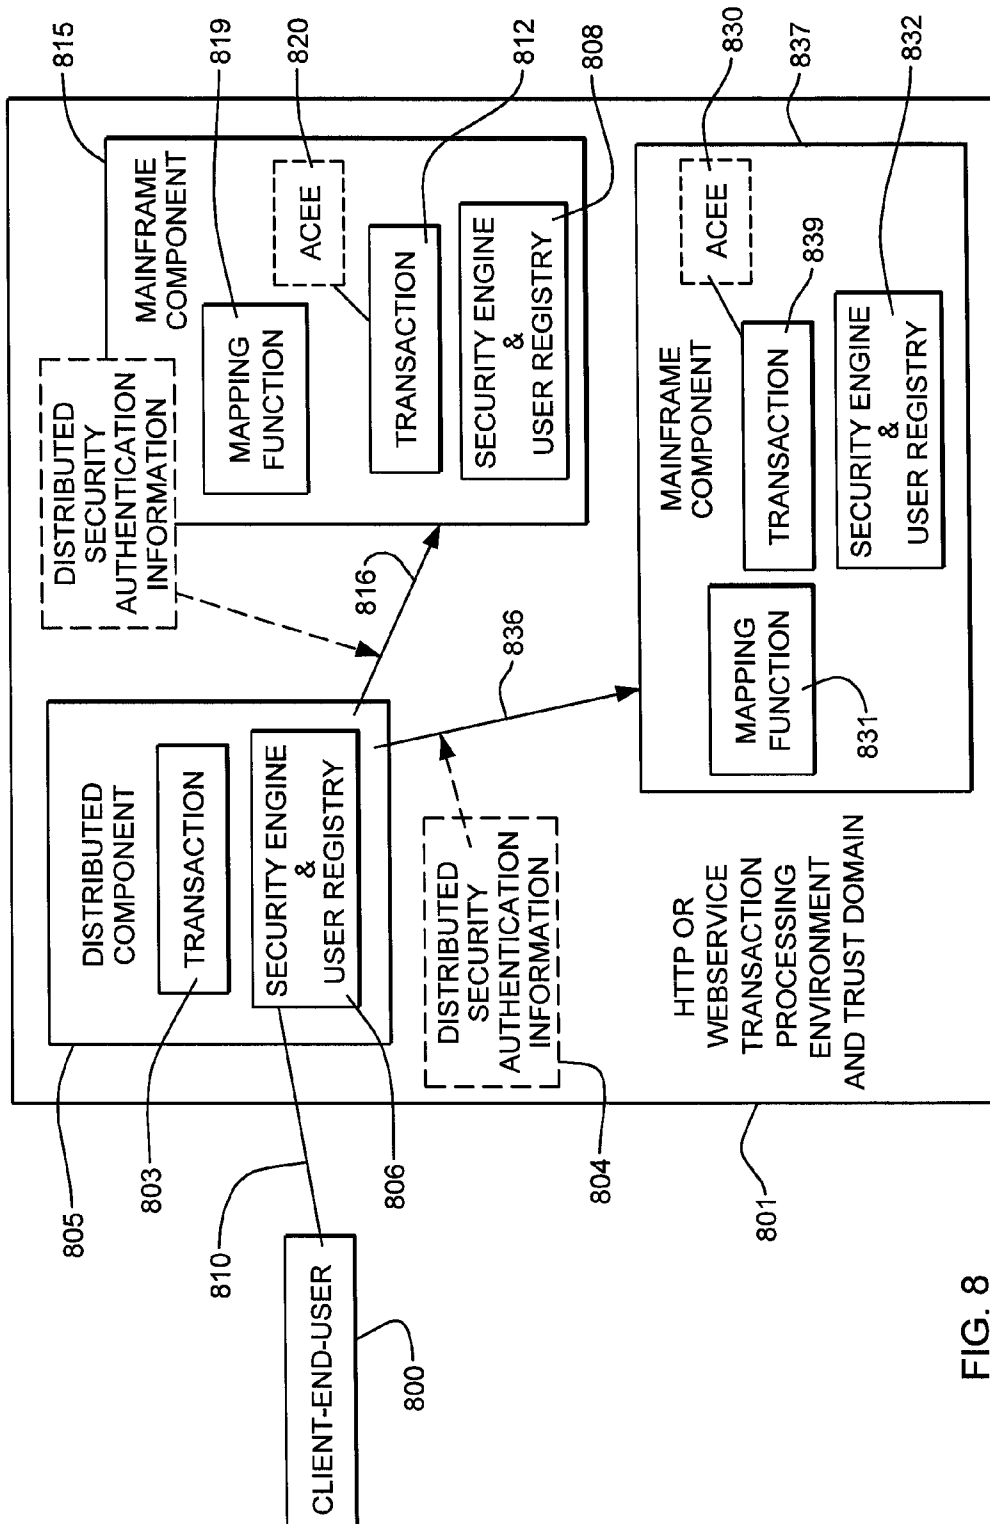 815
819
820
812
808
830
837
832
MAINFRAME
COMPONENT
MAPPING
FUNCTION
ACEE
TRANSACTION
SECURITY ENGINE
&
USER REGISTRY
DISTRIBUTED
SECURITY
AUTHENTICATION
INFORMATION
816
836
MAINFRAME
COMPONENT
ACEE
839
TRANSACTION
SECURITY ENGINE
&
USER REGISTRY
MAPPING
FUNCTION
831
DISTRIBUTED
COMPONENT
TRANSACTION
SECURITY ENGINE
&
USER REGISTRY
DISTRIBUTED
SECURITY
AUTHENTICATION
INFORMATION
HTTP OR
WEBSERVICE
TRANSACTION
PROCESSING
ENVIRONMENT
AND TRUST DOMAIN
805
803
810
806
804
801
CLIENT-END-USER
800
FIG. 8